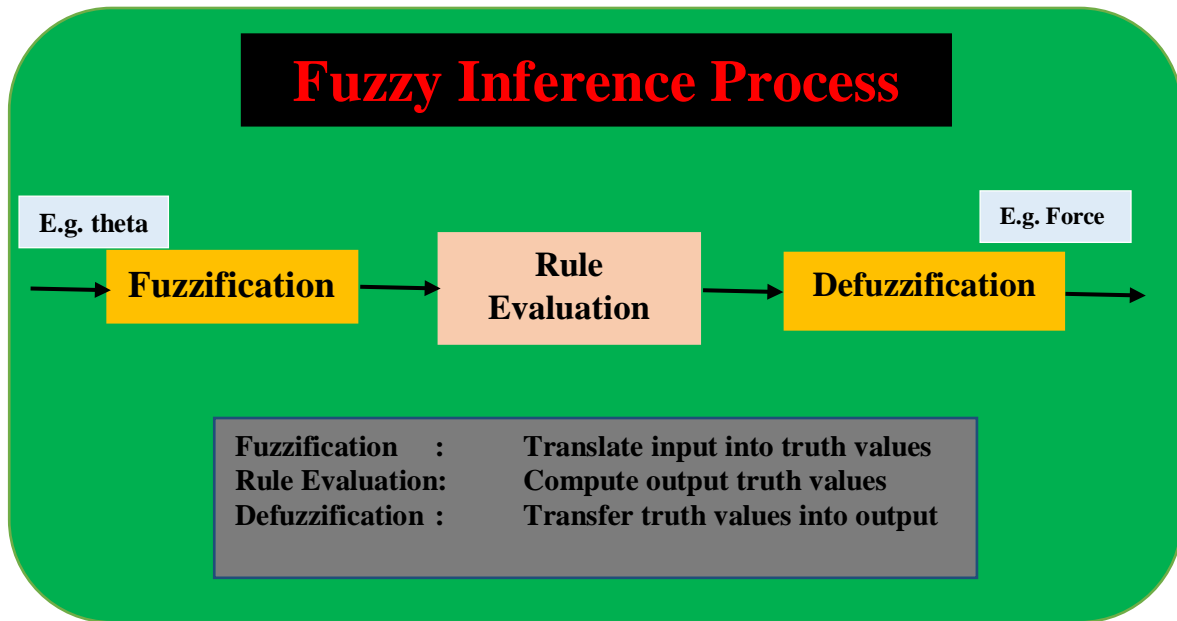 Fuzzy Inference Process
E.g. theta
E.g. Force
Fuzzification
Rule
Evaluation
Defuzzification
Fuzzification : Translate input into truth values
Rule Evaluation: Compute output truth values
Defuzzification : Transfer truth values into output